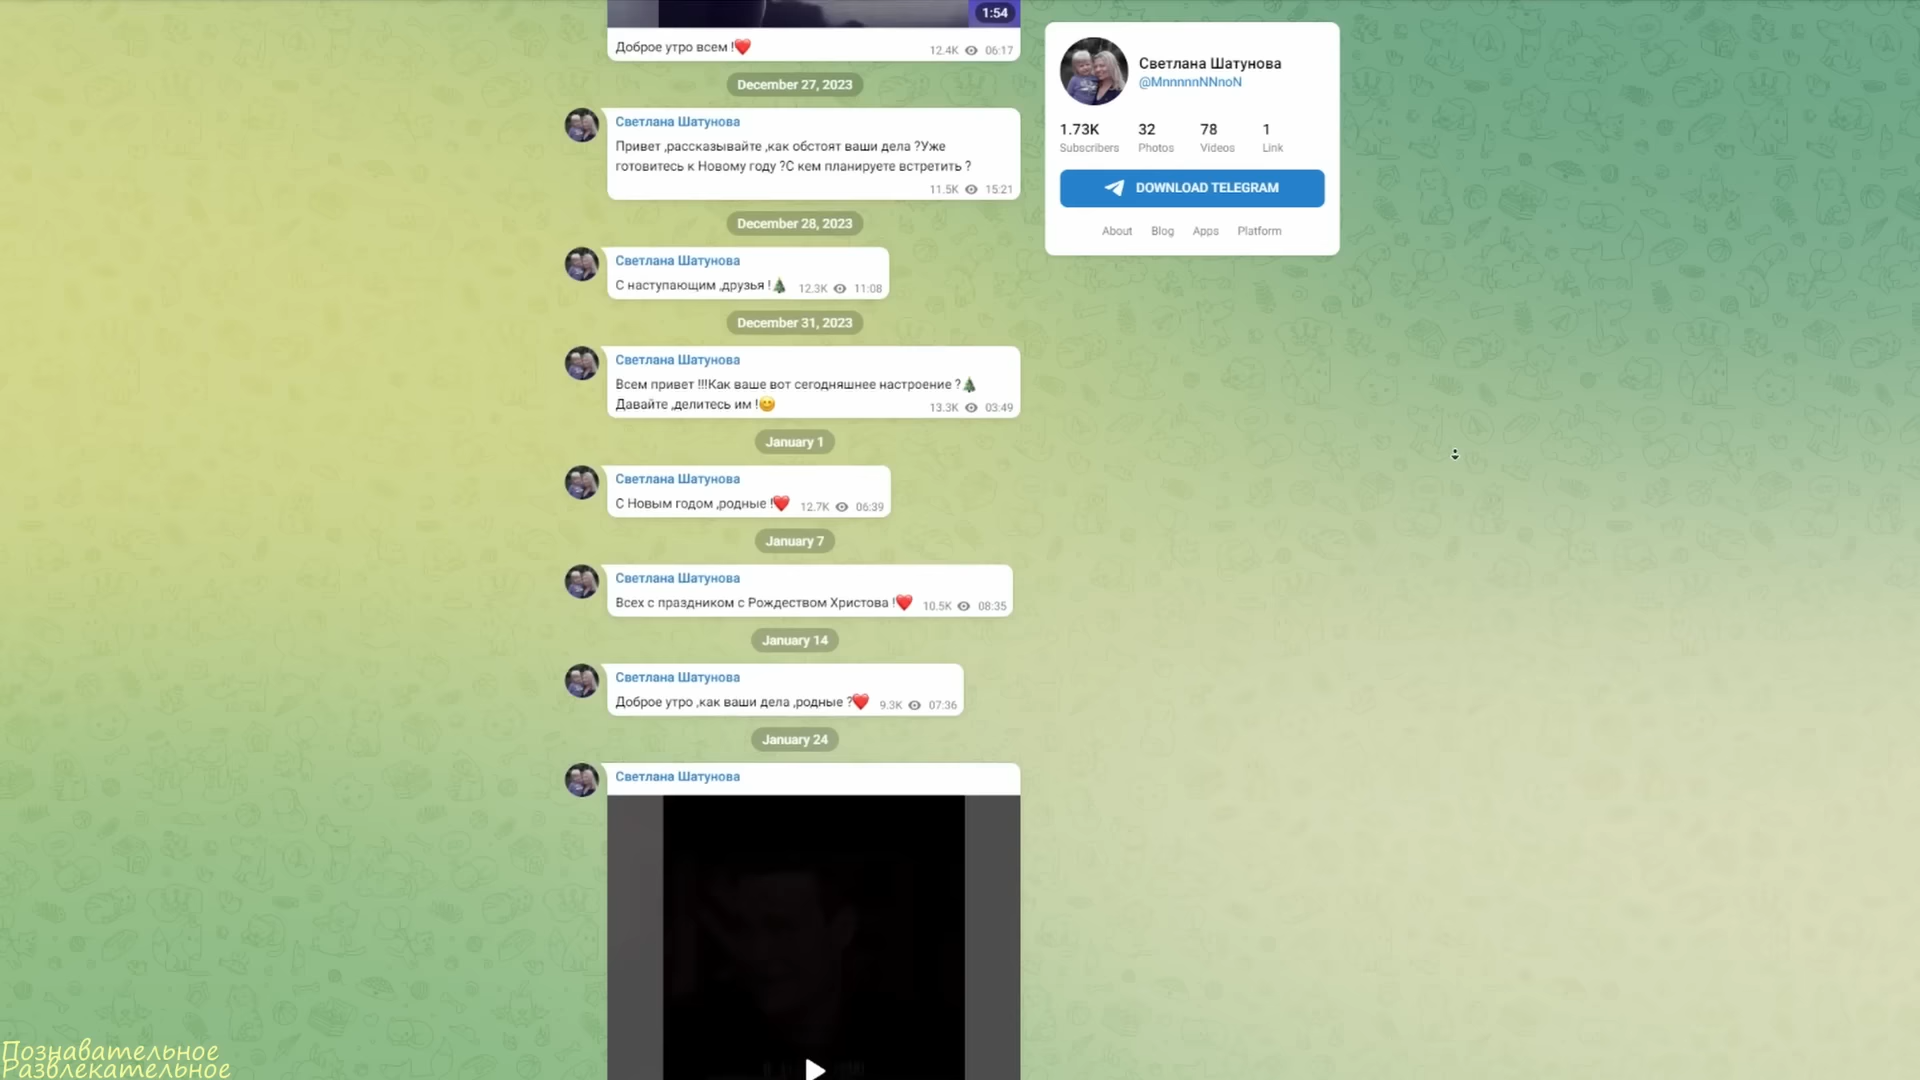 1:54
Доброе утро всем !❤️
12.4K 06:17
December 27, 2023
Светлана Шатунова
Привет ,рассказывайте ,как обстоят ваши дела ?Уже
готовитесь к Новому году ?С кем планируете встретить ?
11.5K 15:21
December 28, 2023
Светлана Шатунова
С наступающим ,друзья !🎄 12.3K 11:08
December 31, 2023
Светлана Шатунова
Всем привет !!!Как ваше вот сегодняшнее настроение ?🎄
Давайте ,делитесь им !😊 13.3K 03:49
January 1
Светлана Шатунова
С Новым годом ,родные !❤️ 12.7K 06:39
January 7
Светлана Шатунова
Всех с праздником с Рождеством Христова !❤️ 10.5K 08:35
January 14
Светлана Шатунова
Доброе утро ,как ваши дела ,родные ?❤️ 9.3K 07:36
January 24
Светлана Шатунова
Светлана Шатунова
@MnnnnnNNnoN
1.73K 32 78 1
Subscribers Photos Videos Link
DOWNLOAD TELEGRAM
About Blog Apps Platform
Познавательное
Развлекательное